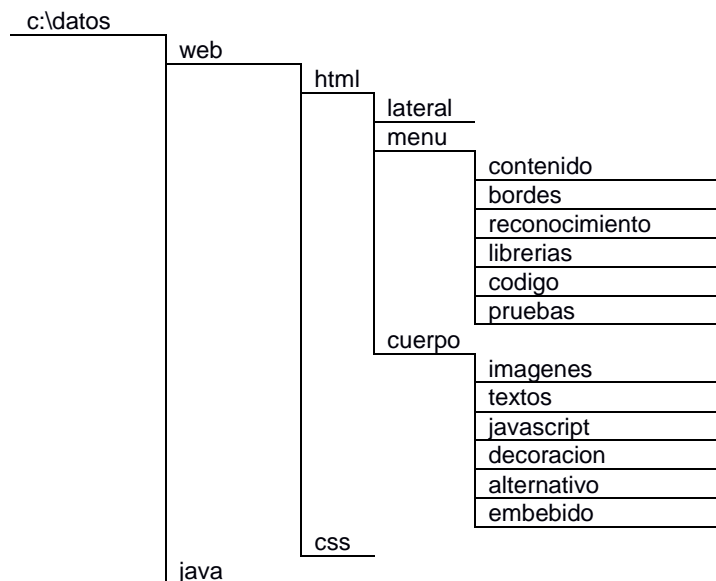 c:\datos
web
html
lateral
menu
contenido
bordes
reconocimiento
librerias
codigo
pruebas
cuerpo
imagenes
textos
javascript
decoracion
alternativo
embebido
css
java